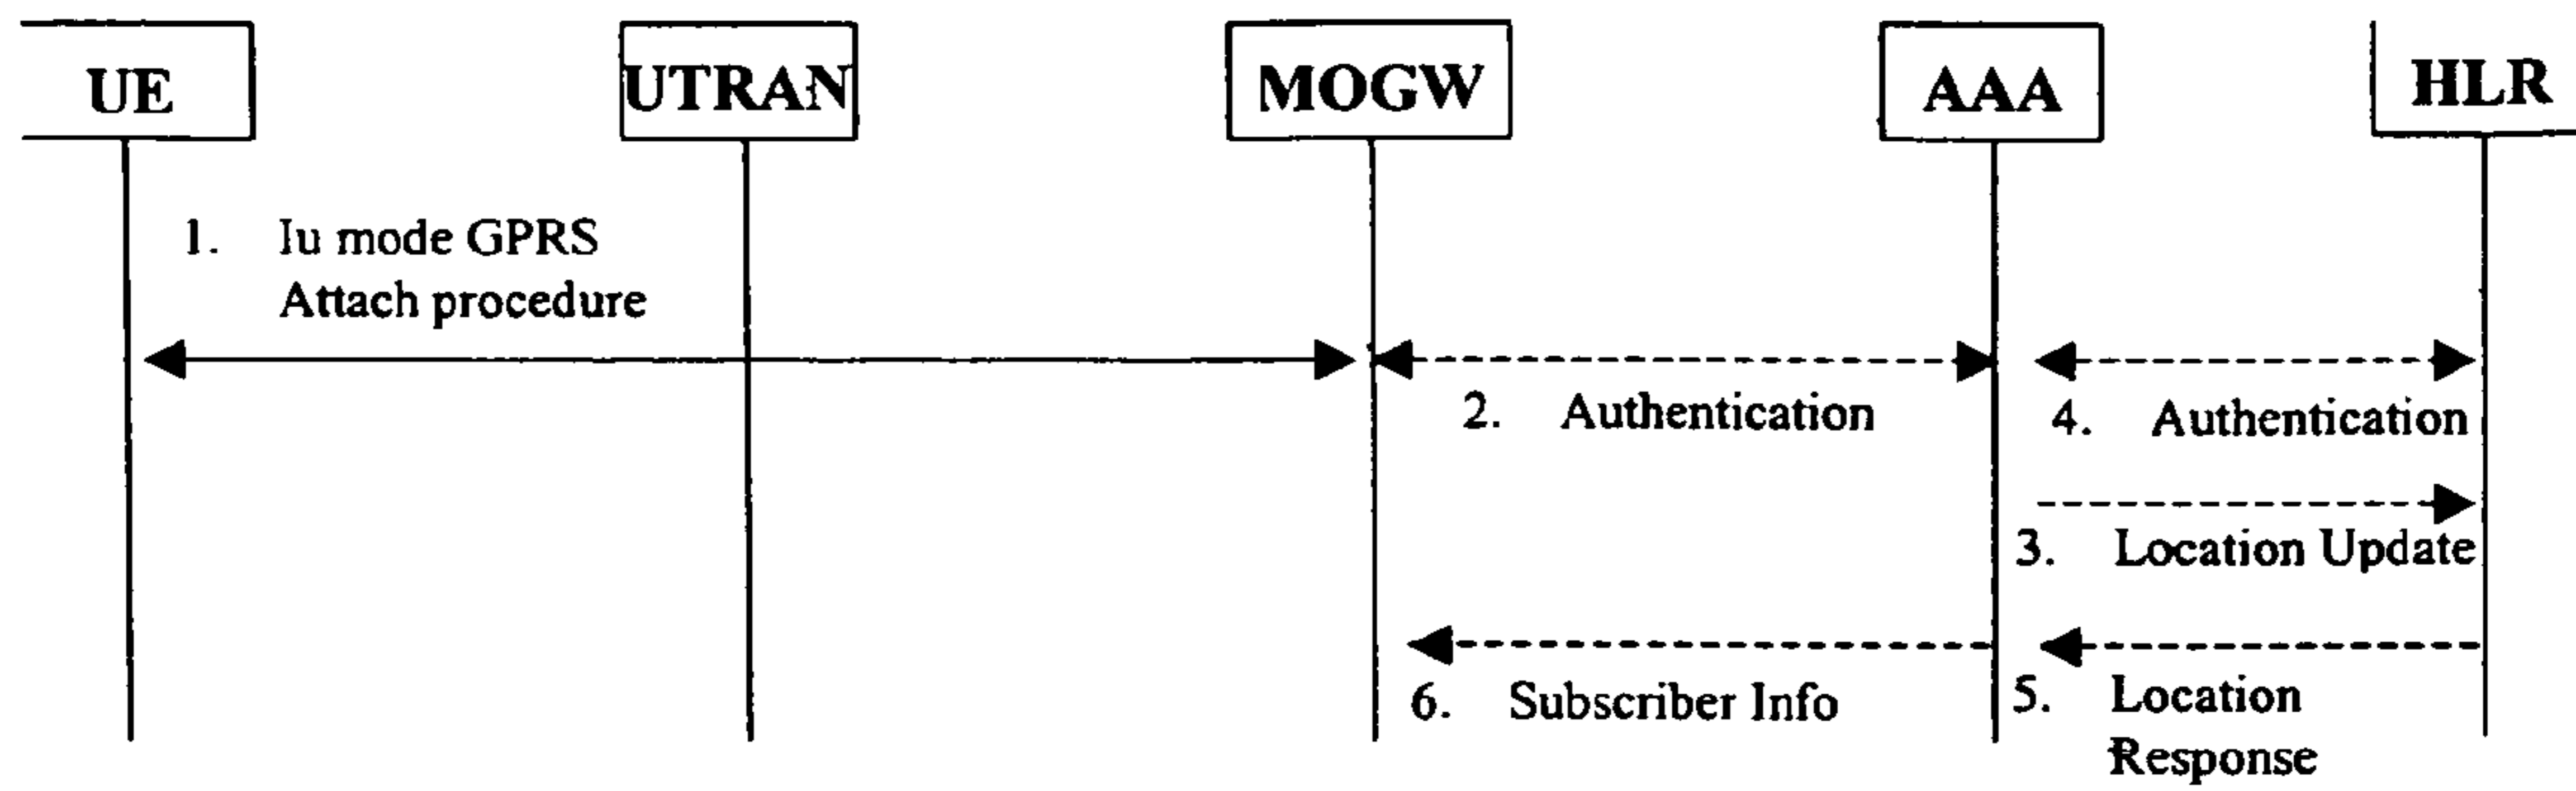 UE
UTRAN
MOGW
AAA
HLR
1. Iu mode GPRS
Attach procedure
2. Authentication
4. Authentication
3. Location Update
6. Subscriber Info
5. Location
Response